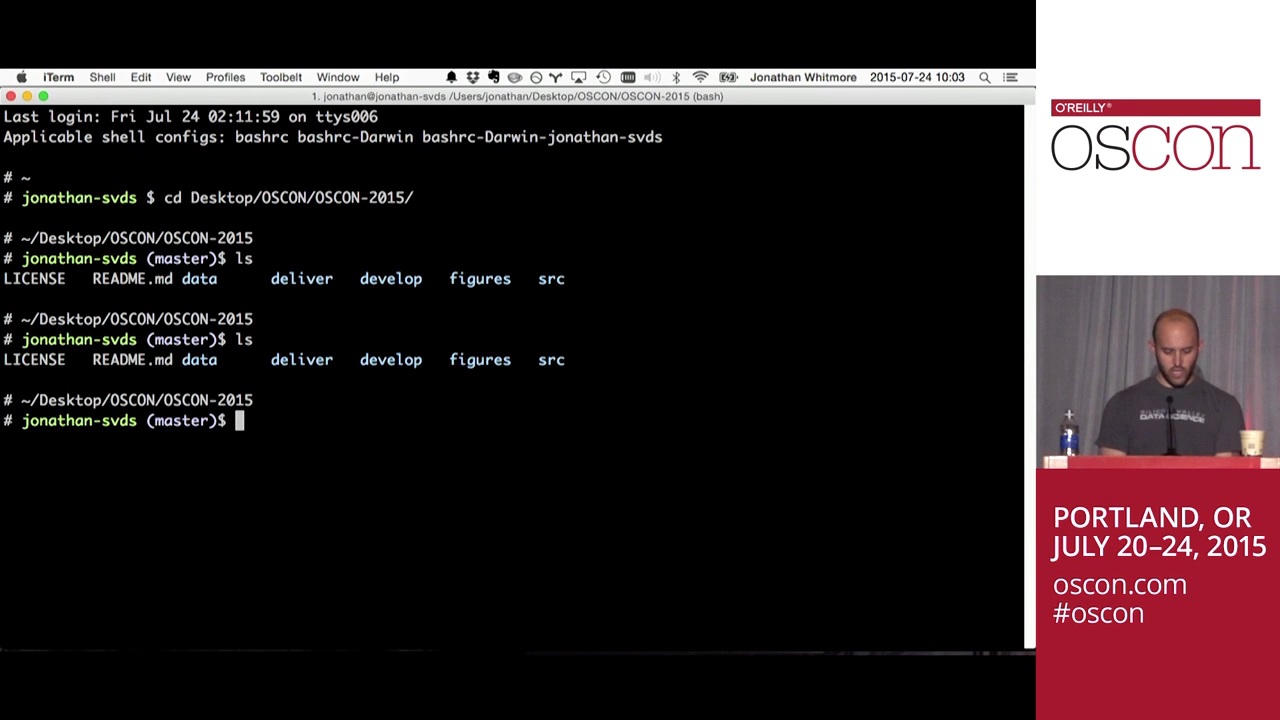 iTerm Shell Edit View Profiles Toolbelt Window Help Jonathan Whitmore 2015-07-24 10:03
1. jonathan@jonathan-svds /Users/jonathan/Desktop/OSCON/OSCON-2015 (bash)
Last login: Fri Jul 24 02:11:59 on ttys006
Applicable shell configs: bashrc bashrc-Darwin bashrc-Darwin-jonathan-svds
# ~
# jonathan-svds $ cd Desktop/OSCON/OSCON-2015/
# ~/Desktop/OSCON/OSCON-2015
# jonathan-svds (master)$ ls
LICENSE README.md data deliver develop figures src
# ~/Desktop/OSCON/OSCON-2015
# jonathan-svds (master)$ ls
LICENSE README.md data deliver develop figures src
# ~/Desktop/OSCON/OSCON-2015
# jonathan-svds (master)$
O'REILLY®
OSCON
SILICON VALLEY
DATA SCIENCE
PORTLAND, OR
JULY 20–24, 2015
oscon.com
#oscon